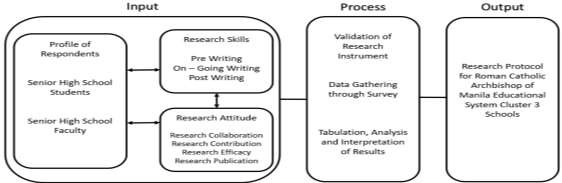 Input
Process
Output
Profile of
Respondents
Senior High School
Students
Senior High School
Faculty
Research Skills
Pre Writing
On – Going Writing
Post Writing
Research Attitude
Research Collaboration
Research Contribution
Research Efficacy
Research Publication
Validation of
Research
Instrument
Data Gathering
through Survey
Tabulation, Analysis
and Interpretation
of Results
Research Protocol
for Roman Catholic
Archbishop of
Manila Educational
System Cluster 3
Schools